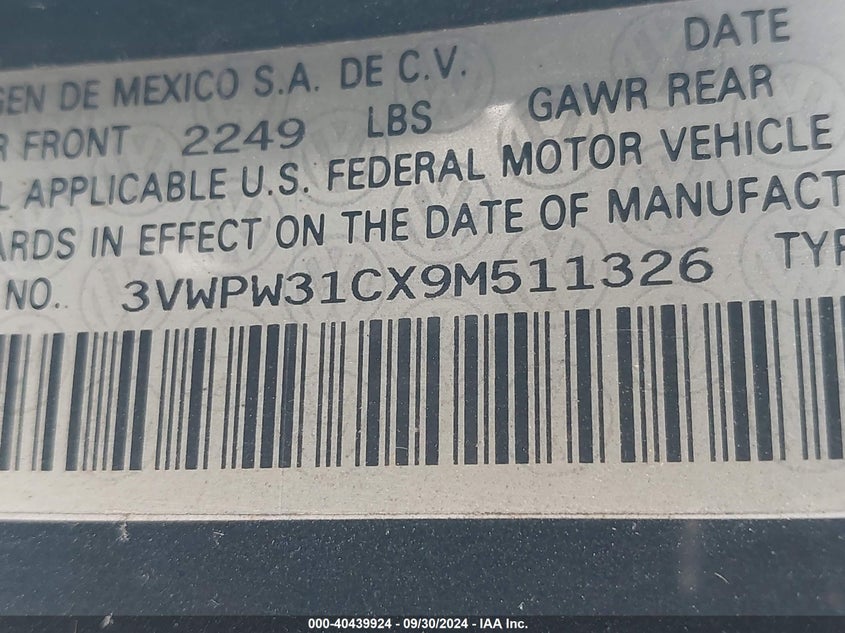 GEN DE MEXICO S.A. DE C.V. DATE
R FRONT 2249 LBS GAWR REAR
L APPLICABLE U.S. FEDERAL MOTOR VEHICLE
ARDS IN EFFECT ON THE DATE OF MANUFACT
NO.. 3VWPW31CX9M511326 TYP
000-40439924 - 09/30/2024 - IAA Inc.